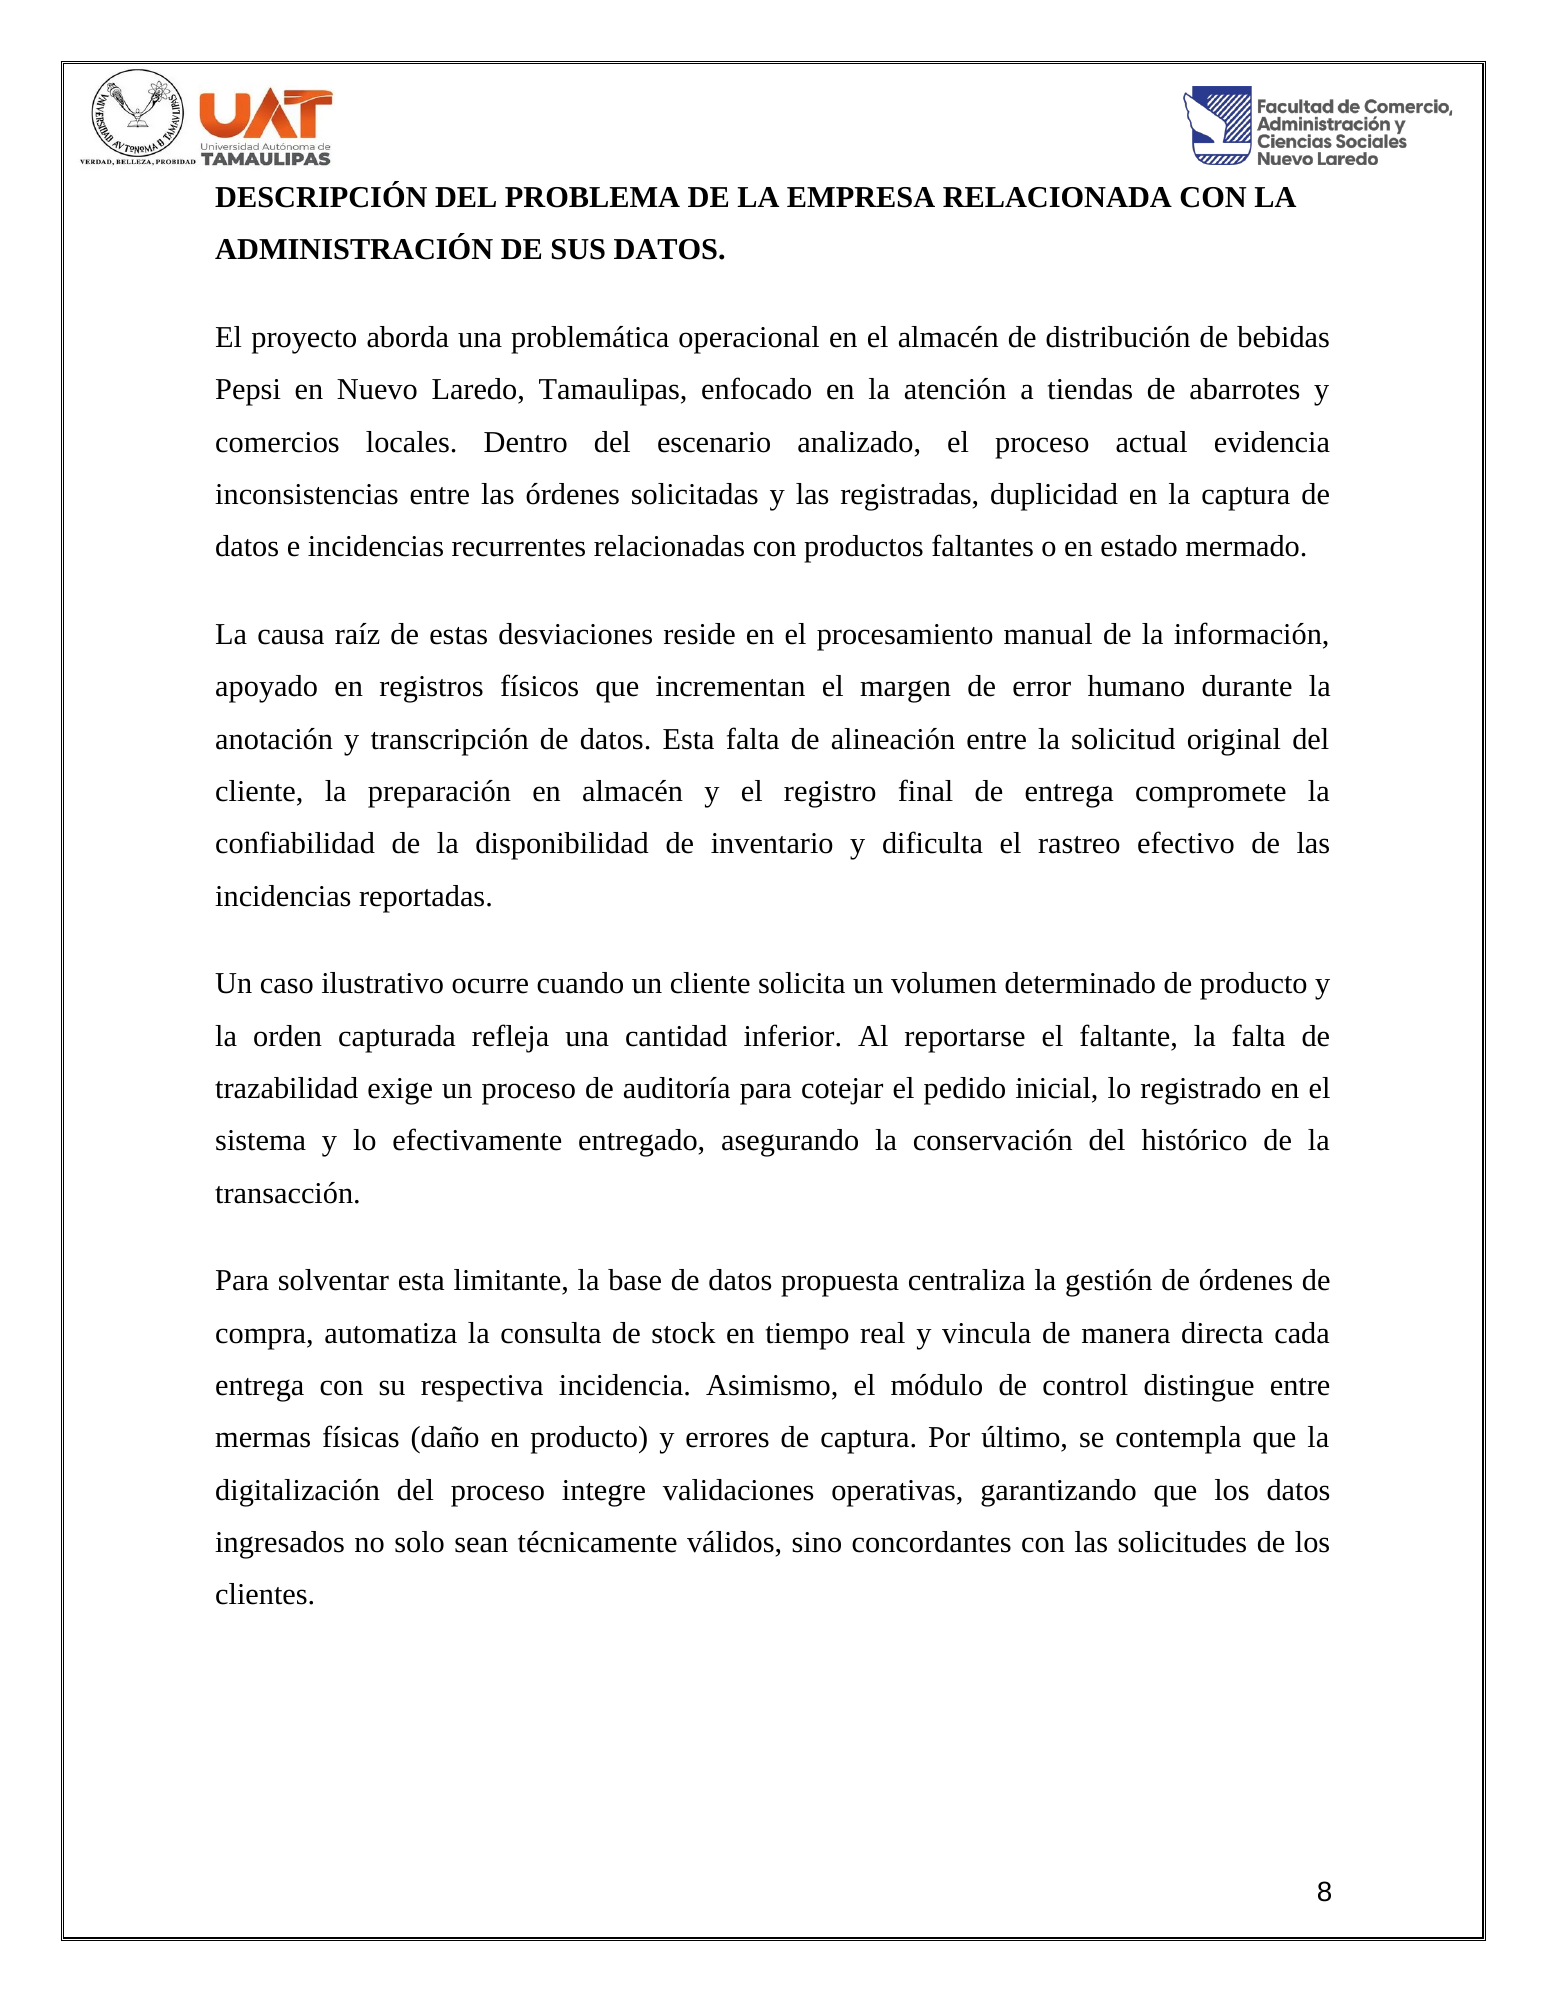 VNIVERSIDAD AVTONOMA D TAMAVLIPAS
VERDAD, BELLEZA, PROBIDAD
UAT
Universidad Autónoma de
TAMAULIPAS
Facultad de Comercio,
Administración y
Ciencias Sociales
Nuevo Laredo
DESCRIPCIÓN DEL PROBLEMA DE LA EMPRESA RELACIONADA CON LA
ADMINISTRACIÓN DE SUS DATOS.
El proyecto aborda una problemática operacional en el almacén de distribución de bebidas
Pepsi en Nuevo Laredo, Tamaulipas, enfocado en la atención a tiendas de abarrotes y
comercios locales. Dentro del escenario analizado, el proceso actual evidencia
inconsistencias entre las órdenes solicitadas y las registradas, duplicidad en la captura de
datos e incidencias recurrentes relacionadas con productos faltantes o en estado mermado.
La causa raíz de estas desviaciones reside en el procesamiento manual de la información,
apoyado en registros físicos que incrementan el margen de error humano durante la
anotación y transcripción de datos. Esta falta de alineación entre la solicitud original del
cliente, la preparación en almacén y el registro final de entrega compromete la
confiabilidad de la disponibilidad de inventario y dificulta el rastreo efectivo de las
incidencias reportadas.
Un caso ilustrativo ocurre cuando un cliente solicita un volumen determinado de producto y
la orden capturada refleja una cantidad inferior. Al reportarse el faltante, la falta de
trazabilidad exige un proceso de auditoría para cotejar el pedido inicial, lo registrado en el
sistema y lo efectivamente entregado, asegurando la conservación del histórico de la
transacción.
Para solventar esta limitante, la base de datos propuesta centraliza la gestión de órdenes de
compra, automatiza la consulta de stock en tiempo real y vincula de manera directa cada
entrega con su respectiva incidencia. Asimismo, el módulo de control distingue entre
mermas físicas (daño en producto) y errores de captura. Por último, se contempla que la
digitalización del proceso integre validaciones operativas, garantizando que los datos
ingresados no solo sean técnicamente válidos, sino concordantes con las solicitudes de los
clientes.
8